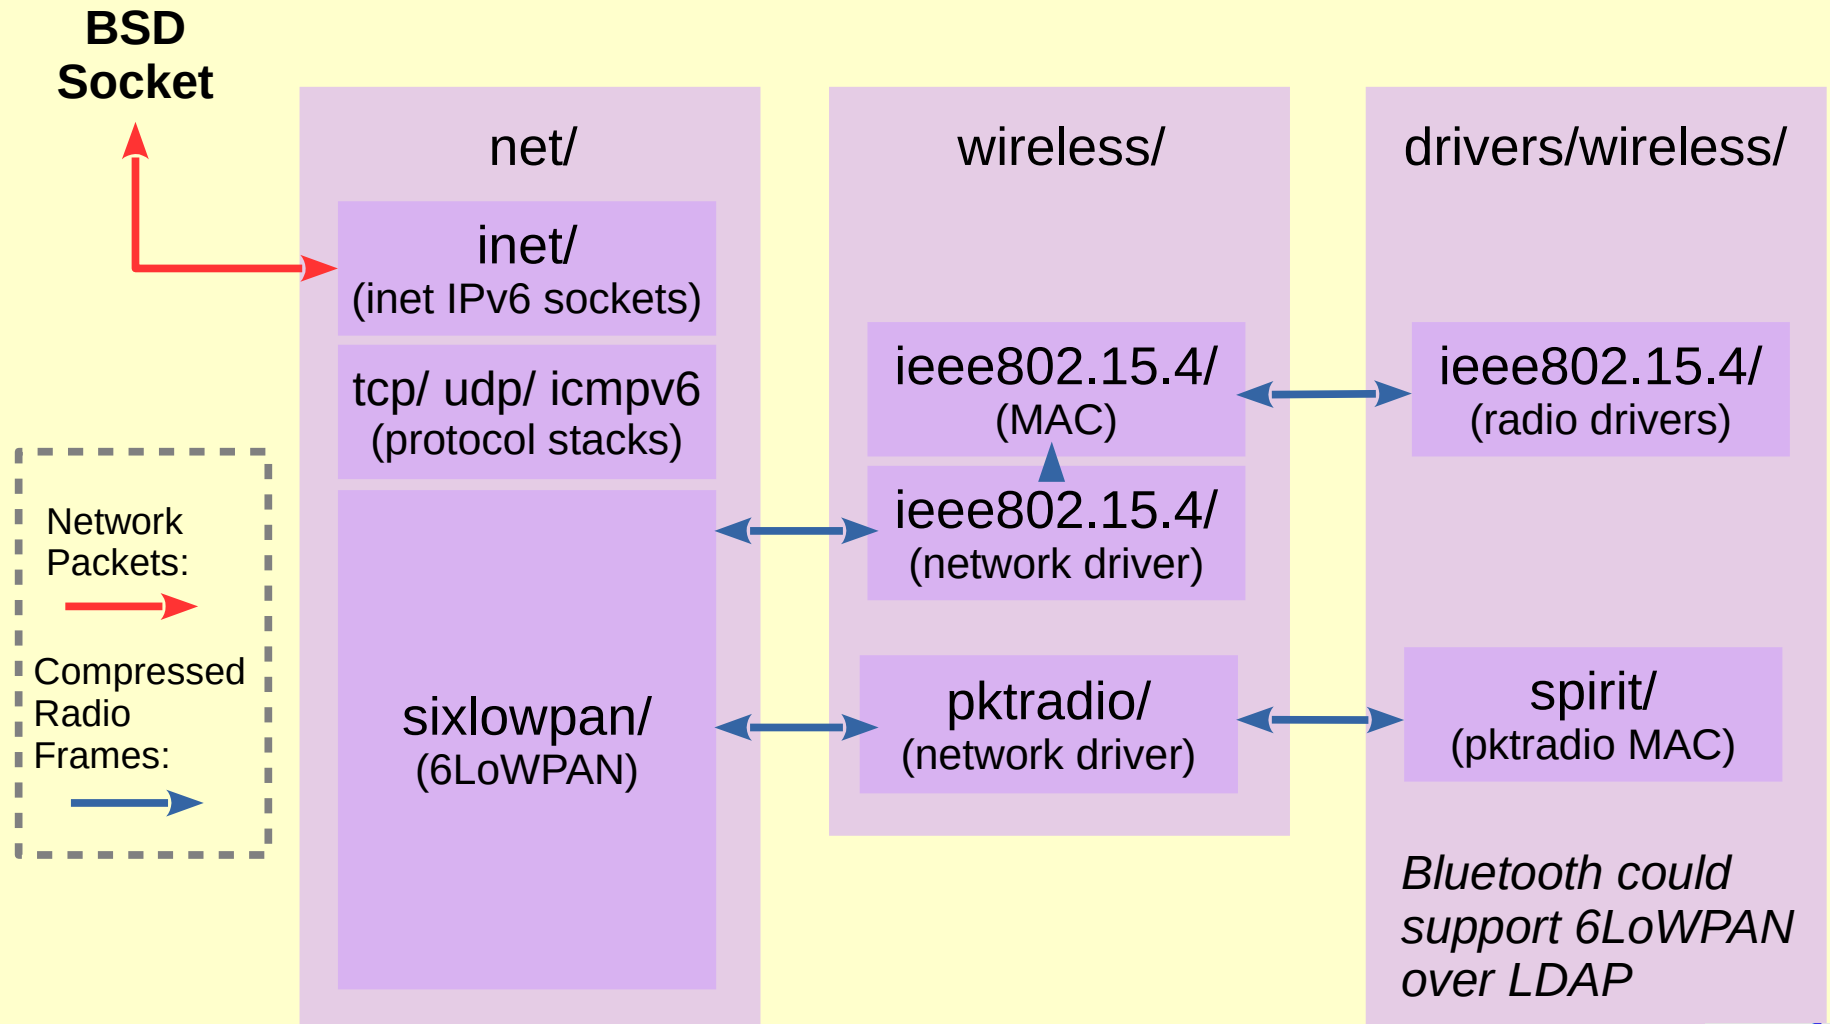 BSD
Socket
net/
inet/
(inet IPv6 sockets)
tcp/ udp/ icmpv6
(protocol stacks)
sixlowpan/
(6LoWPAN)
wireless/
ieee802.15.4/
(MAC)
ieee802.15.4/
(network driver)
pktradio/
(network driver)
drivers/wireless/
ieee802.15.4/
(radio drivers)
spirit/
(pktradio MAC)
Bluetooth could
support 6LoWPAN
over LDAP
Network
Packets:
Compressed
Radio
Frames: